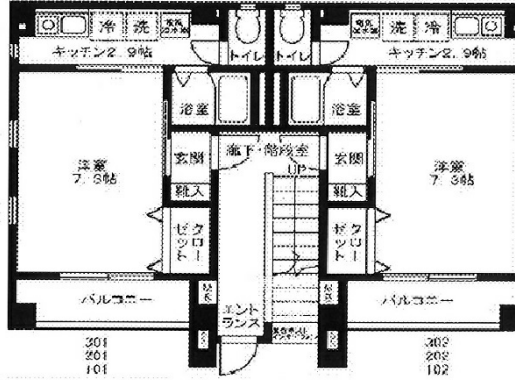 冷 洗
洗 冷
トイレ
トイレ
キッチン2.9帖
キッチン2.9帖
浴室
浴室
玄関
廊下・階段室
玄関
洋室
7.3帖
洋室
7.3帖
靴入
UP
靴入
クローゼット
クローゼット
バルコニー
エント
ランス
バルコニー
301
201
101
302
202
102